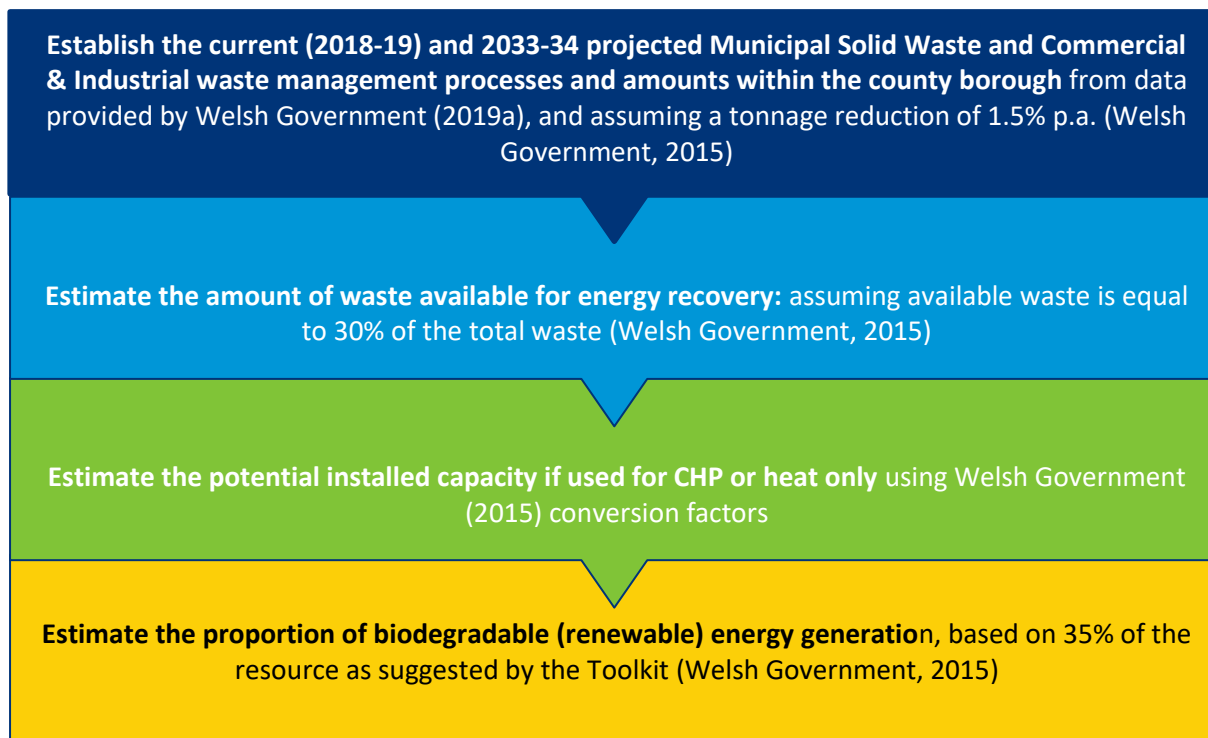 Establish the current (2018-19) and 2033-34 projected Municipal Solid Waste and Commercial
& Industrial waste management processes and amounts within the county borough from data
provided by Welsh Government (2019a), and assuming a tonnage reduction of 1.5% p.a. (Welsh
Government, 2015)
Estimate the amount of waste available for energy recovery: assuming available waste is equal
to 30% of the total waste (Welsh Government, 2015)
Estimate the potential installed capacity if used for CHP or heat only using Welsh Government
(2015) conversion factors
Estimate the proportion of biodegradable (renewable) energy generation, based on 35% of the
resource as suggested by the Toolkit (Welsh Government, 2015)